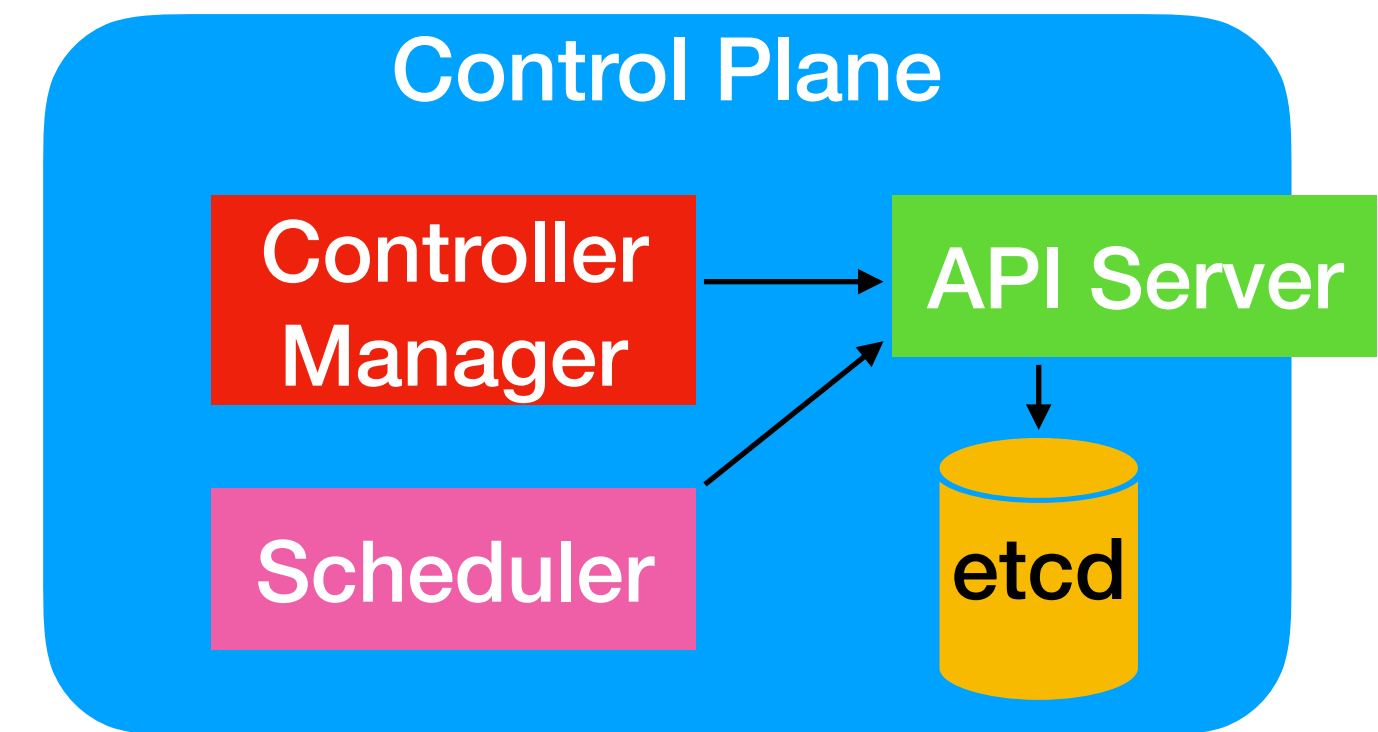 Control Plane
Controller
Manager
API Server
Scheduler
etcd